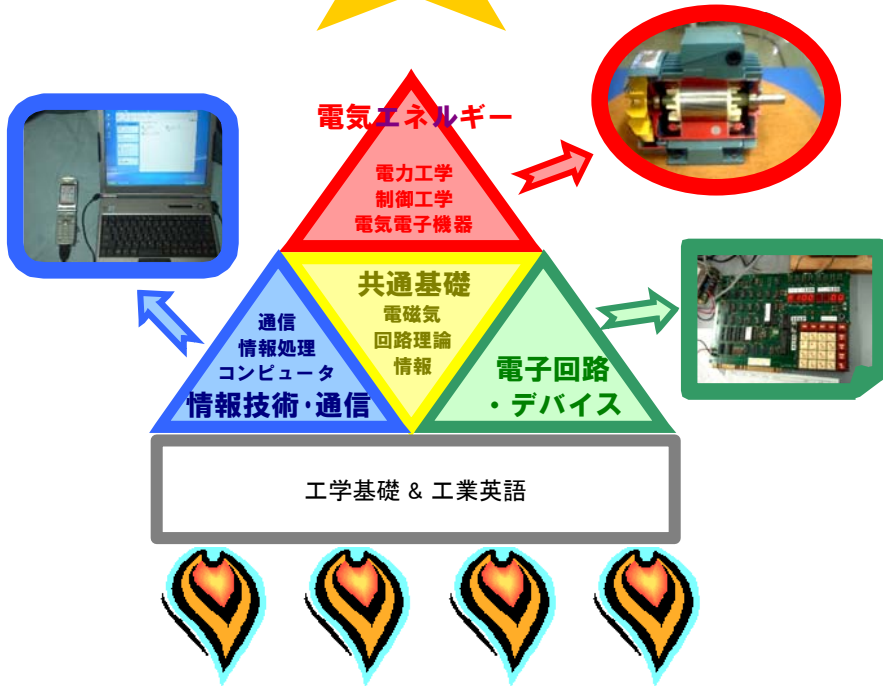 電気エネルギー
電力工学
制御工学
電気電子機器
共通基礎
電磁気
回路理論
情報
通信
情報処理
コンピュータ
情報技術・通信
電子回路
・デバイス
工学基礎 & 工業英語